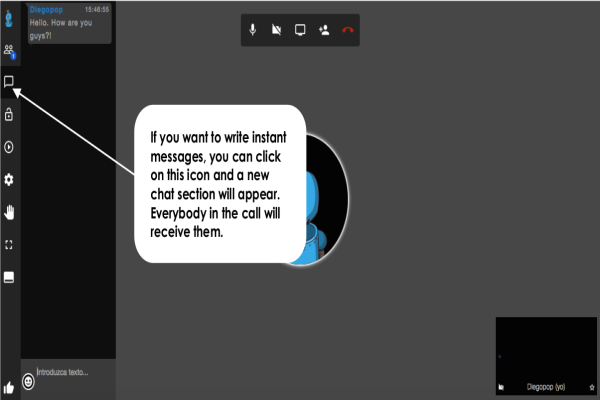 Diegopop 15:46:55
Hello. How are you
guys?!
1
If you want to write instant
messages, you can click
on this icon and a new
chat section will appear.
Everybody in the call will
receive them.
Introduzca texto...
Diegopop (yo)